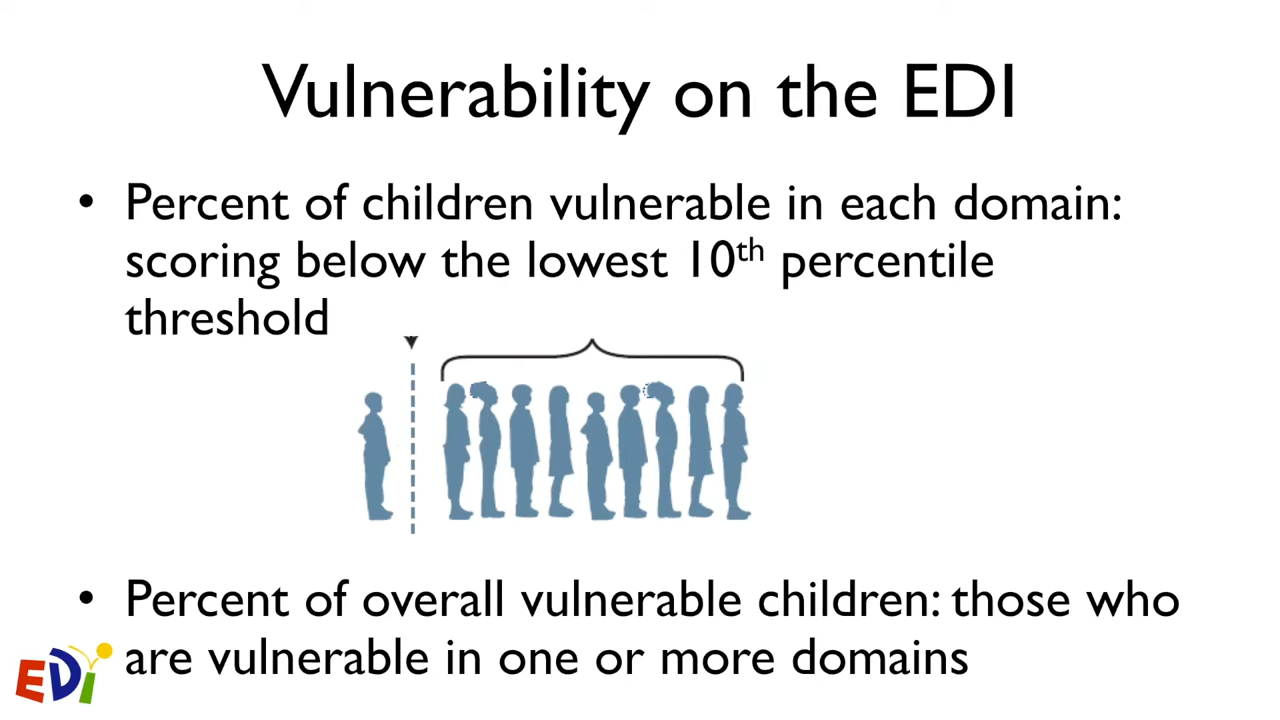 Vulnerability on the EDI
• Percent of children vulnerable in each domain:
scoring below the lowest 10th percentile
threshold
• Percent of overall vulnerable children: those who
are vulnerable in one or more domains
EDI